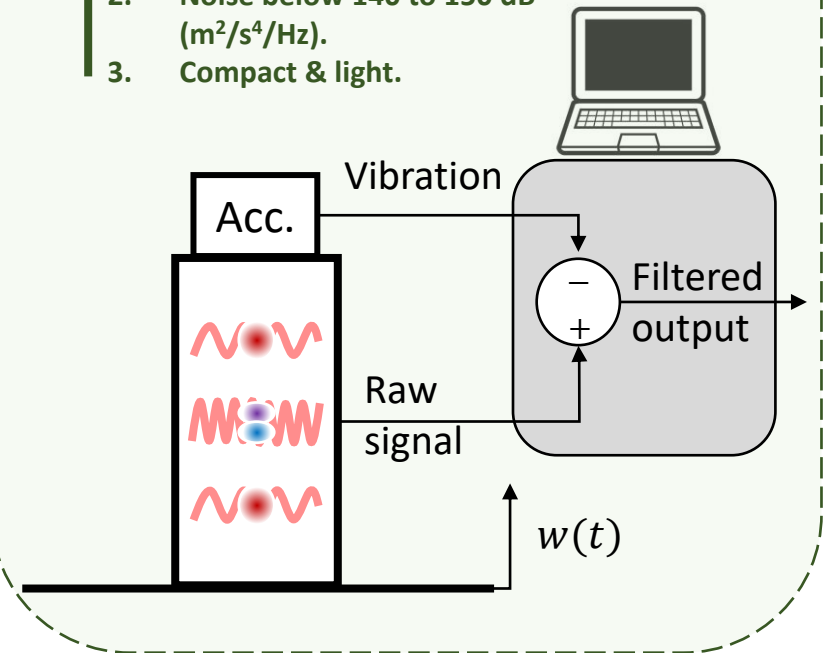 (m²/s⁴/Hz).
3. Compact & light.
Vibration
Acc.
−
Filtered
+
output
Raw
signal
w(t)